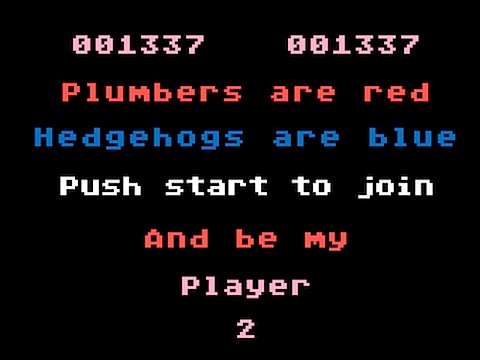 001337 001337
Plumbers are red
Hedgehogs are blue
Push start to join
And be my
Player
2